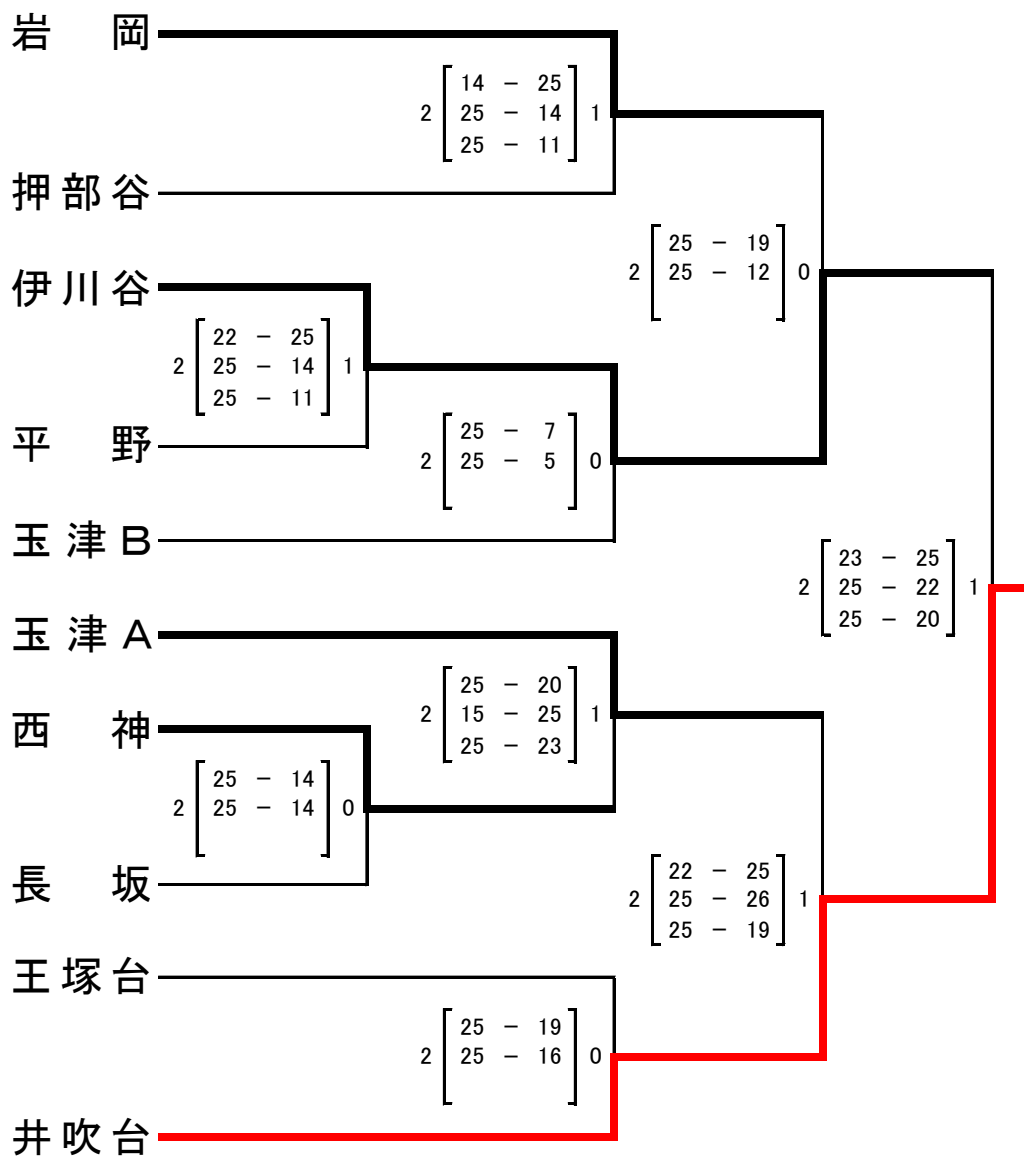 岩岡
14 － 25
2 25 － 14 1
25 － 11
押部谷
25 － 19
2 25 － 12 0
伊川谷
22 － 25
2 25 － 14 1
25 － 11
平野
25 － 7
2 25 － 5 0
玉津B
23 － 25
2 25 － 22 1
25 － 20
玉津A
25 － 20
2 15 － 25 1
25 － 23
西神
25 － 14
2 25 － 14 0
長坂
22 － 25
2 25 － 26 1
25 － 19
王塚台
25 － 19
2 25 － 16 0
井吹台